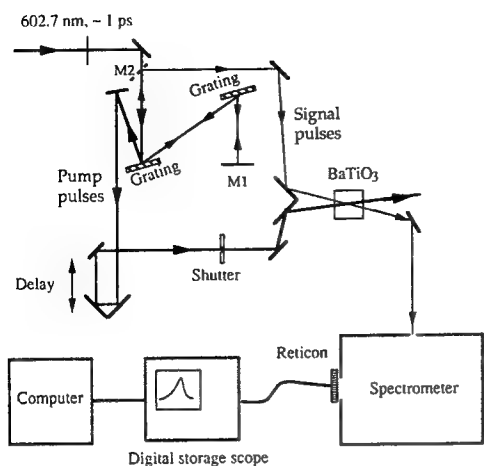 602.7 nm, ~ 1 ps
M2
Grating
Signal
pulses
Grating
M1
BaTiO3
Pump
pulses
Shutter
Delay
Reticon
Computer
Spectrometer
Digital storage scope